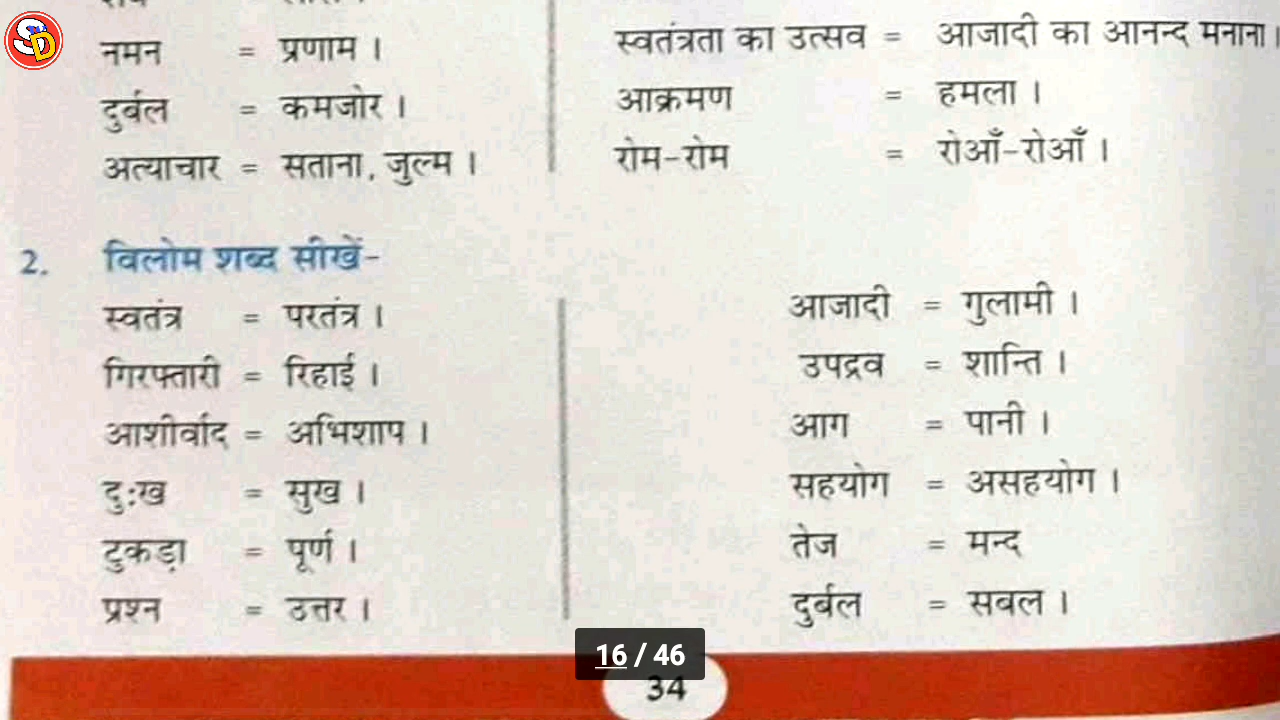 SD
नमन = प्रणाम ।
दुर्बल = कमजोर ।
अत्याचार = सताना, जुल्म ।
स्वतंत्रता का उत्सव = आजादी का आनन्द मनाना।
आक्रमण = हमला ।
रोम-रोम = रोआँ-रोआँ ।
2. विलोम शब्द सीखें-
स्वतंत्र = परतंत्र ।
गिरफ्तारी = रिहाई ।
आशीर्वाद = अभिशाप ।
दुःख = सुख ।
टुकड़ा = पूर्ण ।
प्रश्न = उत्तर ।
आजादी = गुलामी ।
उपद्रव = शान्ति ।
आग = पानी ।
सहयोग = असहयोग ।
तेज = मन्द
दुर्बल = सबल ।
16 / 46
34